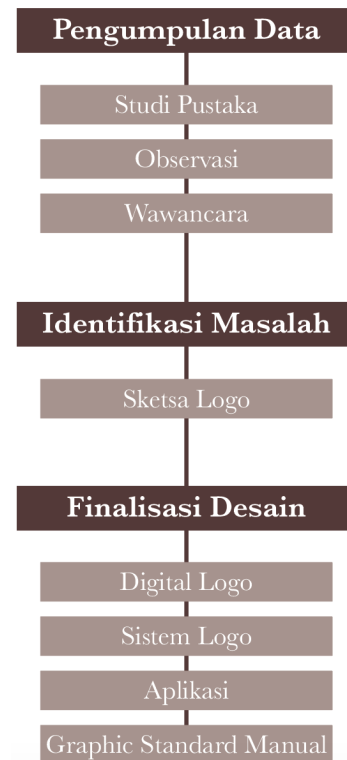 Pengumpulan Data
Studi Pustaka
Observasi
Wawancara
Identifikasi Masalah
Sketsa Logo
Finalisasi Desain
Digital Logo
Sistem Logo
Aplikasi
Graphic Standard Manual